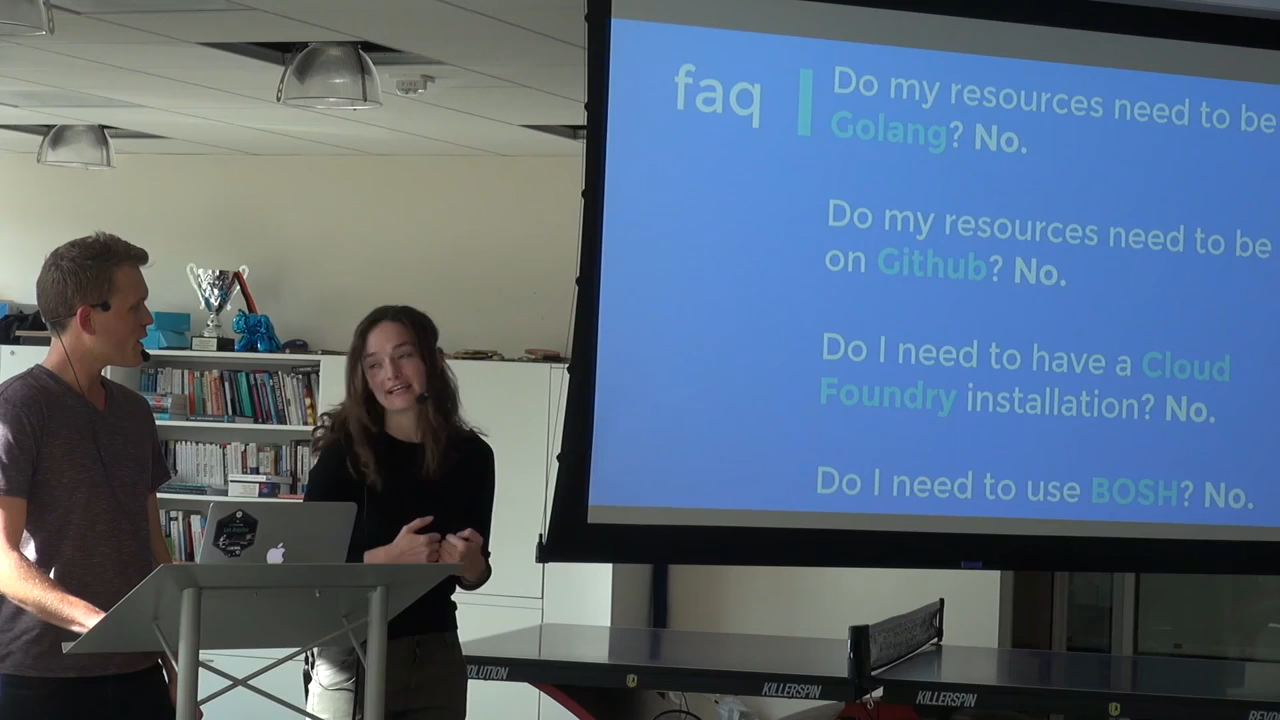 faq
Do my resources need to be
Golang? No.
Do my resources need to be
on Github? No.
Do I need to have a Cloud
Foundry installation? No.
Do I need to use BOSH? No.
KILLERSPIN
KILLERSPIN